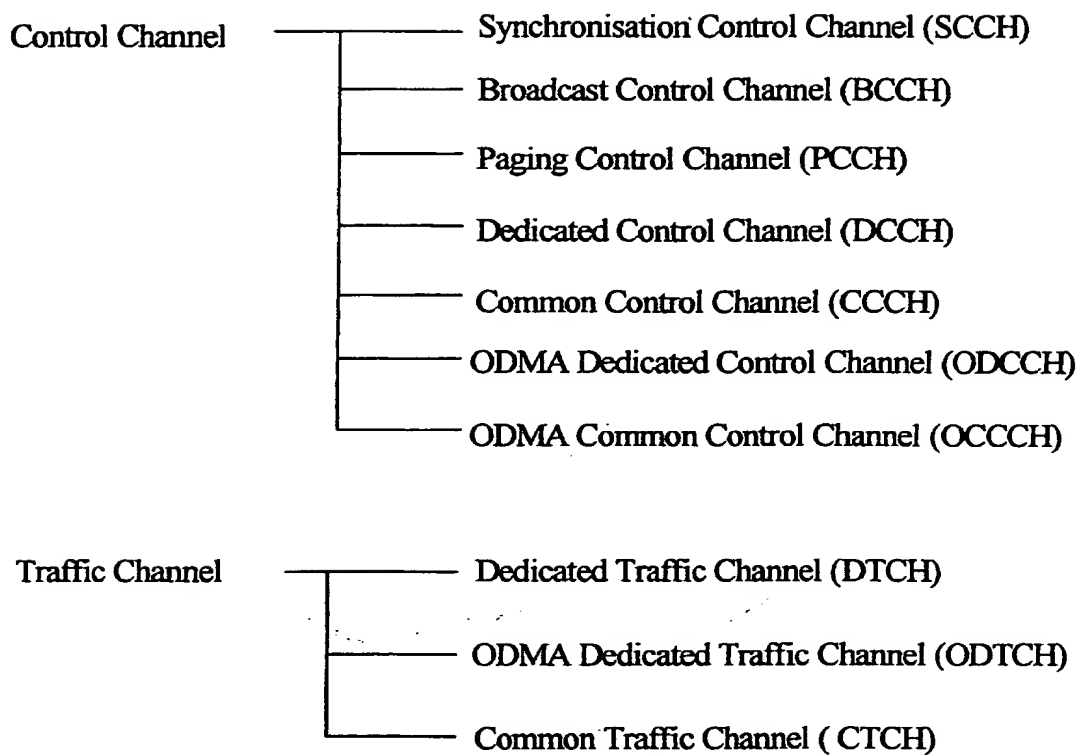 Control Channel Synchronisation Control Channel (SCCH)
Broadcast Control Channel (BCCH)
Paging Control Channel (PCCH)
Dedicated Control Channel (DCCH)
Common Control Channel (CCCH)
ODMA Dedicated Control Channel (ODCCH)
ODMA Common Control Channel (OCCCH)
Traffic Channel Dedicated Traffic Channel (DTCH)
ODMA Dedicated Traffic Channel (ODTCH)
Common Traffic Channel ( CTCH)